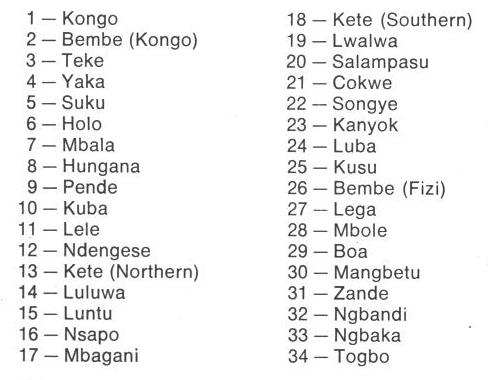 1 — Kongo
2 — Bembe (Kongo)
3 — Teke
4 — Yaka
5 — Suku
6 — Holo
7 — Mbala
8 — Hungana
9 — Pende
10 — Kuba
11 — Lele
12 — Ndengese
13 — Kete (Northern)
14 — Luluwa
15 — Luntu
16 — Nsapo
17 — Mbagani
18 — Kete (Southern)
19 — Lwalwa
20 — Salampasu
21 — Cokwe
22 — Songye
23 — Kanyok
24 — Luba
25 — Kusu
26 — Bembe (Fizi)
27 — Lega
28 — Mbole
29 — Boa
30 — Mangbetu
31 — Zande
32 — Ngbandi
33 — Ngbaka
34 — Togbo